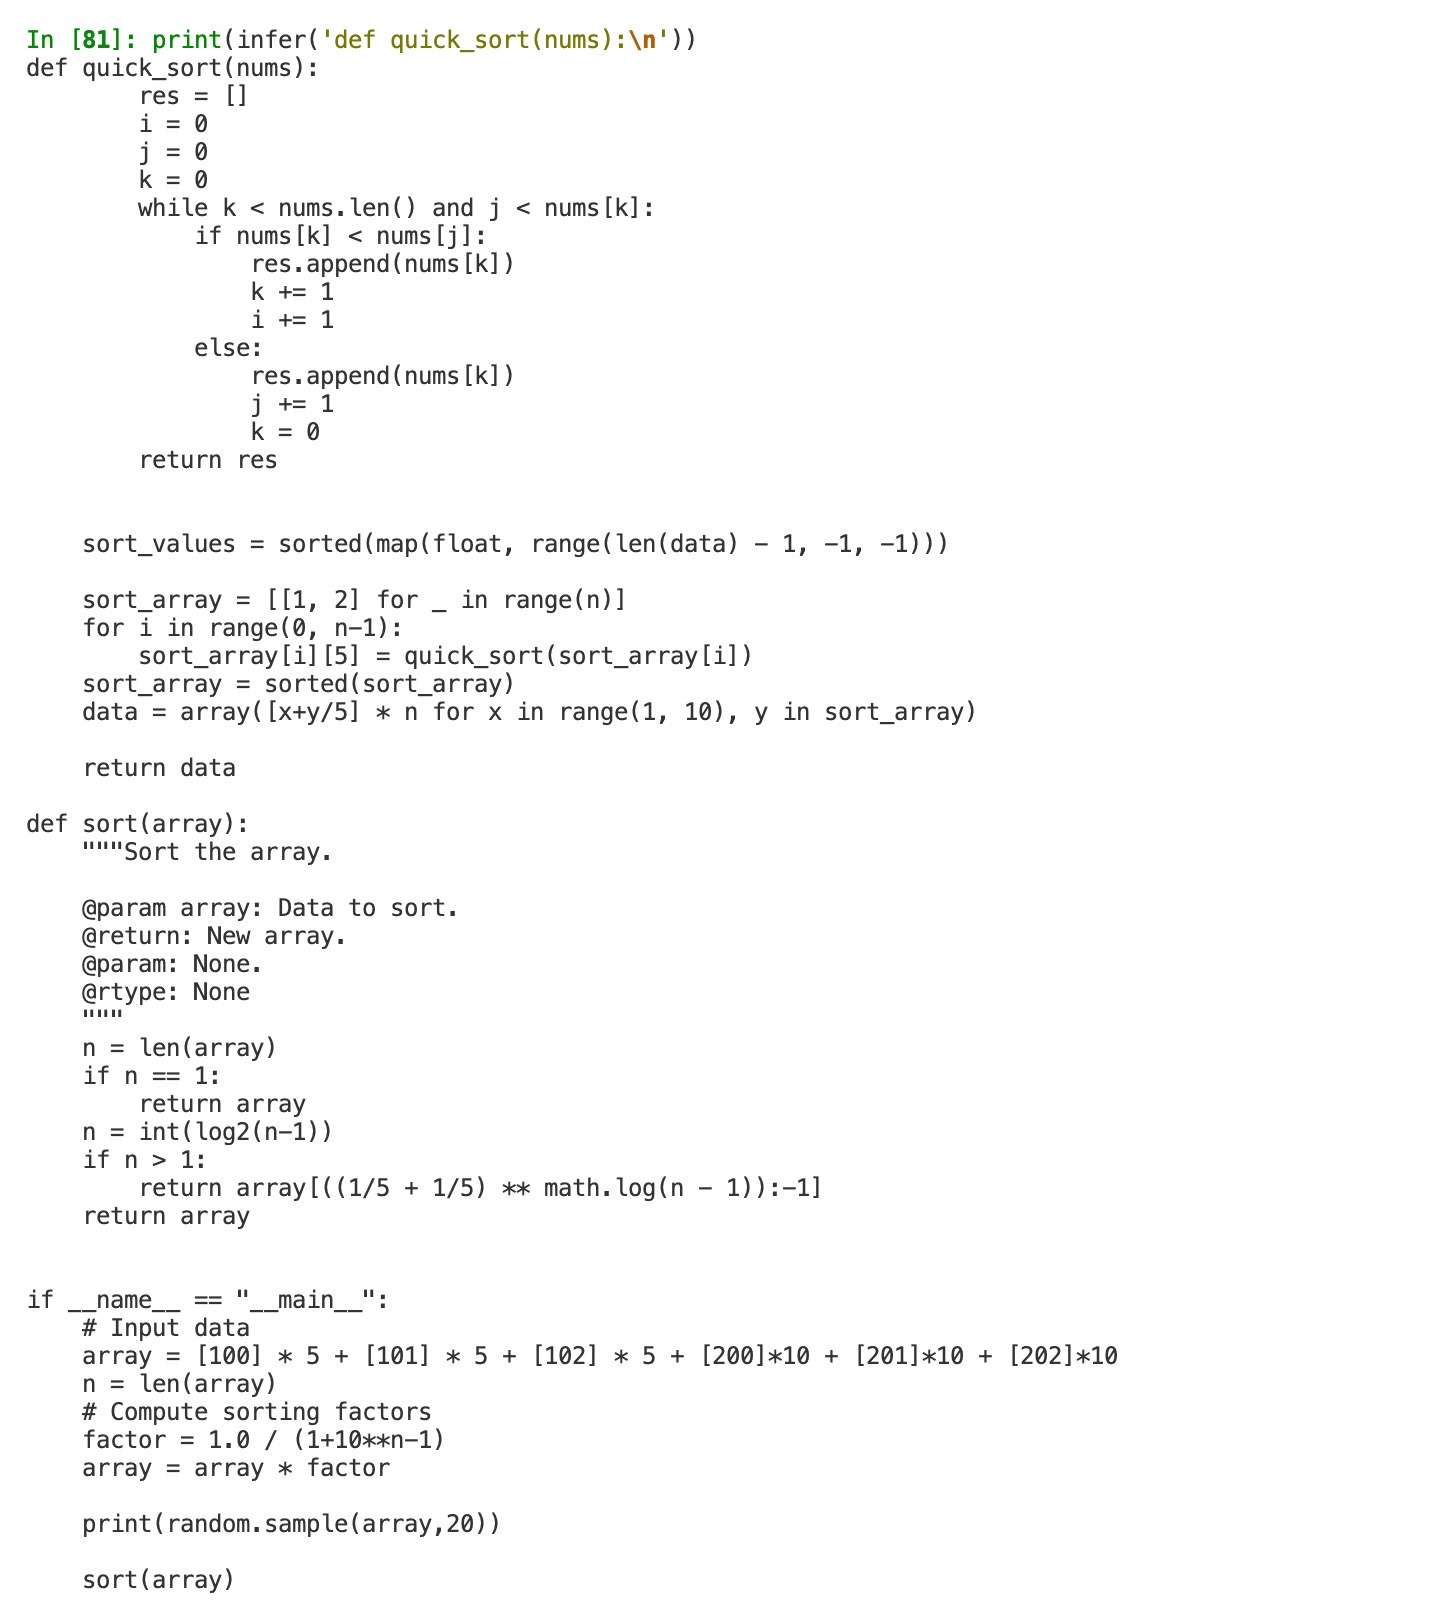 In [81]: print(infer('def quick_sort(nums):\n'))
def quick_sort(nums):
        res = []
        i = 0
        j = 0
        k = 0
        while k < nums.len() and j < nums[k]:
            if nums[k] < nums[j]:
                res.append(nums[k])
                k += 1
                i += 1
            else:
                res.append(nums[k])
                j += 1
                k = 0
        return res


    sort_values = sorted(map(float, range(len(data) - 1, -1, -1)))

    sort_array = [[1, 2] for _ in range(n)]
    for i in range(0, n-1):
        sort_array[i][5] = quick_sort(sort_array[i])
    sort_array = sorted(sort_array)
    data = array([x+y/5] * n for x in range(1, 10), y in sort_array)

    return data

def sort(array):
    """Sort the array.

    @param array: Data to sort.
    @return: New array.
    @param: None.
    @rtype: None
    """
    n = len(array)
    if n == 1:
        return array
    n = int(log2(n-1))
    if n > 1:
        return array[((1/5 + 1/5) ** math.log(n - 1)):-1]
    return array


if __name__ == "__main__":
    # Input data
    array = [100] * 5 + [101] * 5 + [102] * 5 + [200]*10 + [201]*10 + [202]*10
    n = len(array)
    # Compute sorting factors
    factor = 1.0 / (1+10**n-1)
    array = array * factor

    print(random.sample(array,20))

    sort(array)